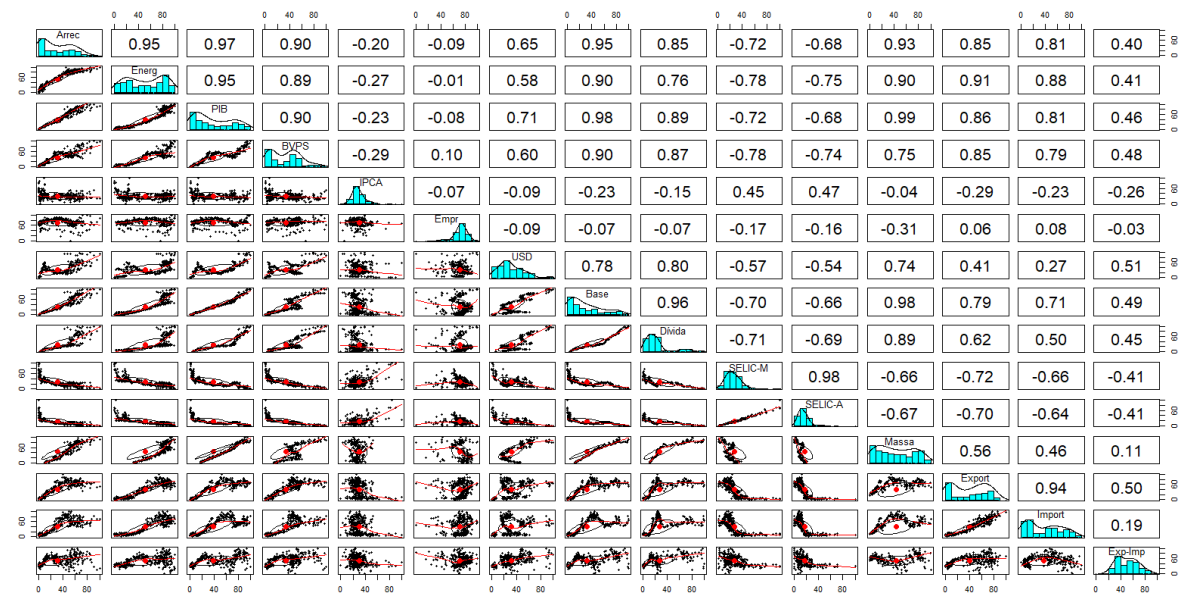 0 40 80 0 40 80 0 40 80 0 40 80 0 40 80 0 40 80 0 40 80
Arrec 0.95 0.97 0.90 -0.20 -0.09 0.65 0.95 0.85 -0.72 -0.68 0.93 0.85 0.81 0.40 0 60
0 60 Energ 0.95 0.89 -0.27 -0.01 0.58 0.90 0.76 -0.78 -0.75 0.90 0.91 0.88 0.41
PIB 0.90 -0.23 -0.08 0.71 0.98 0.89 -0.72 -0.68 0.99 0.86 0.81 0.46 0 60
0 60 BVPS -0.29 0.10 0.60 0.90 0.87 -0.78 -0.74 0.75 0.85 0.79 0.48
IPCA -0.07 -0.09 -0.23 -0.15 0.45 0.47 -0.04 -0.29 -0.23 -0.26 0 60
0 60 Empr -0.09 -0.07 -0.07 -0.17 -0.16 -0.31 0.06 0.08 -0.03
USD 0.78 0.80 -0.57 -0.54 0.74 0.41 0.27 0.51 0 60
0 60 Base 0.96 -0.70 -0.66 0.98 0.79 0.71 0.49
Dívida -0.71 -0.69 0.89 0.62 0.50 0.45 0 60
0 60 SELIC-M 0.98 -0.66 -0.72 -0.66 -0.41
SELIC-A -0.67 -0.70 -0.64 -0.41 0 60
0 60 Massa 0.56 0.46 0.11
Export 0.94 0.50 0 60
0 60 Import 0.19
Exp-Imp 0 60
0 40 80 0 40 80 0 40 80 0 40 80 0 40 80 0 40 80 0 40 80 0 40 80